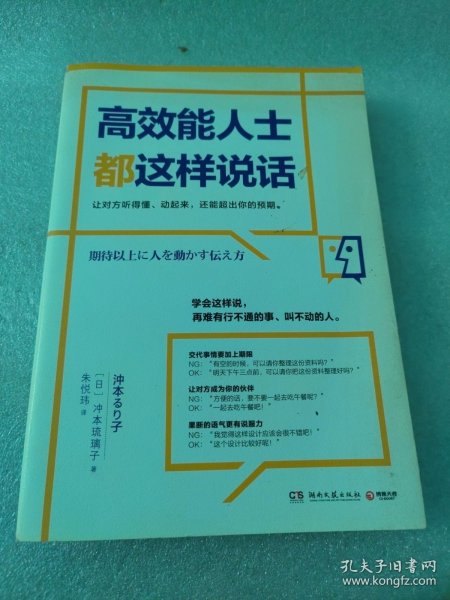 高效能人士
都这样说话
让对方听得懂、动起来，还能超出你的预期。
期待以上に人を動かす伝え方
学会这样说，
再难有行不通的事、叫不动的人。
交代事情要加上期限
NG：“有空的时候，可以请你整理这份资料吗？”
OK：“明天下午三点前，可以请你把这份资料整理好吗？”
让对方成为你的伙伴
NG：“方便的话，要不要一起去吃午餐呢？”
OK：“一起去吃午餐吧！”
果断的语气更有说服力
NG：“我觉得这样设计应该会很不错吧！”
OK：“这个设计比较好呢！”
沖本るり子
［日］冲本琉璃子 著
朱悦玮 译
湖南文艺出版社
博集天卷
CS-BOOKY
孔夫子旧书网
www.kongfz.com